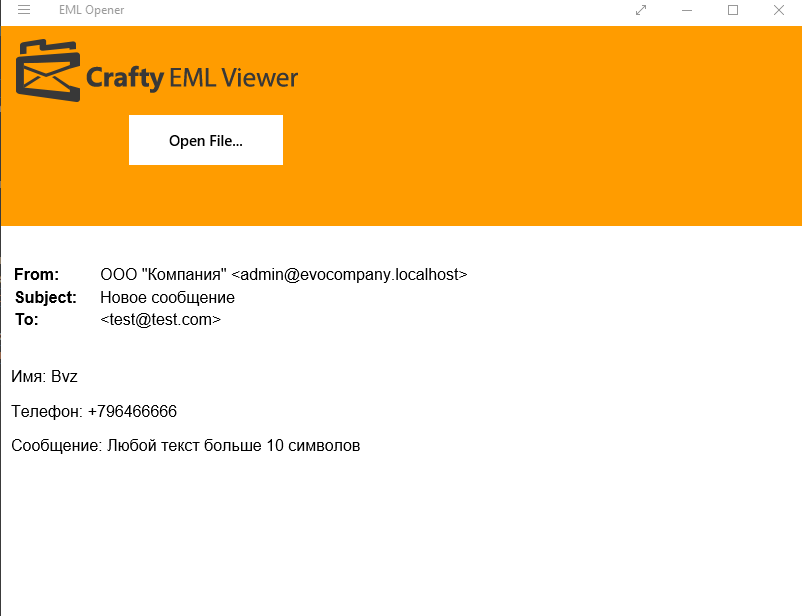 EML Opener
Crafty EML Viewer
Open File...
From: ООО "Компания" <admin@evocompany.localhost>
Subject: Новое сообщение
To: <test@test.com>
Имя: Bvz
Телефон: +796466666
Сообщение: Любой текст больше 10 символов